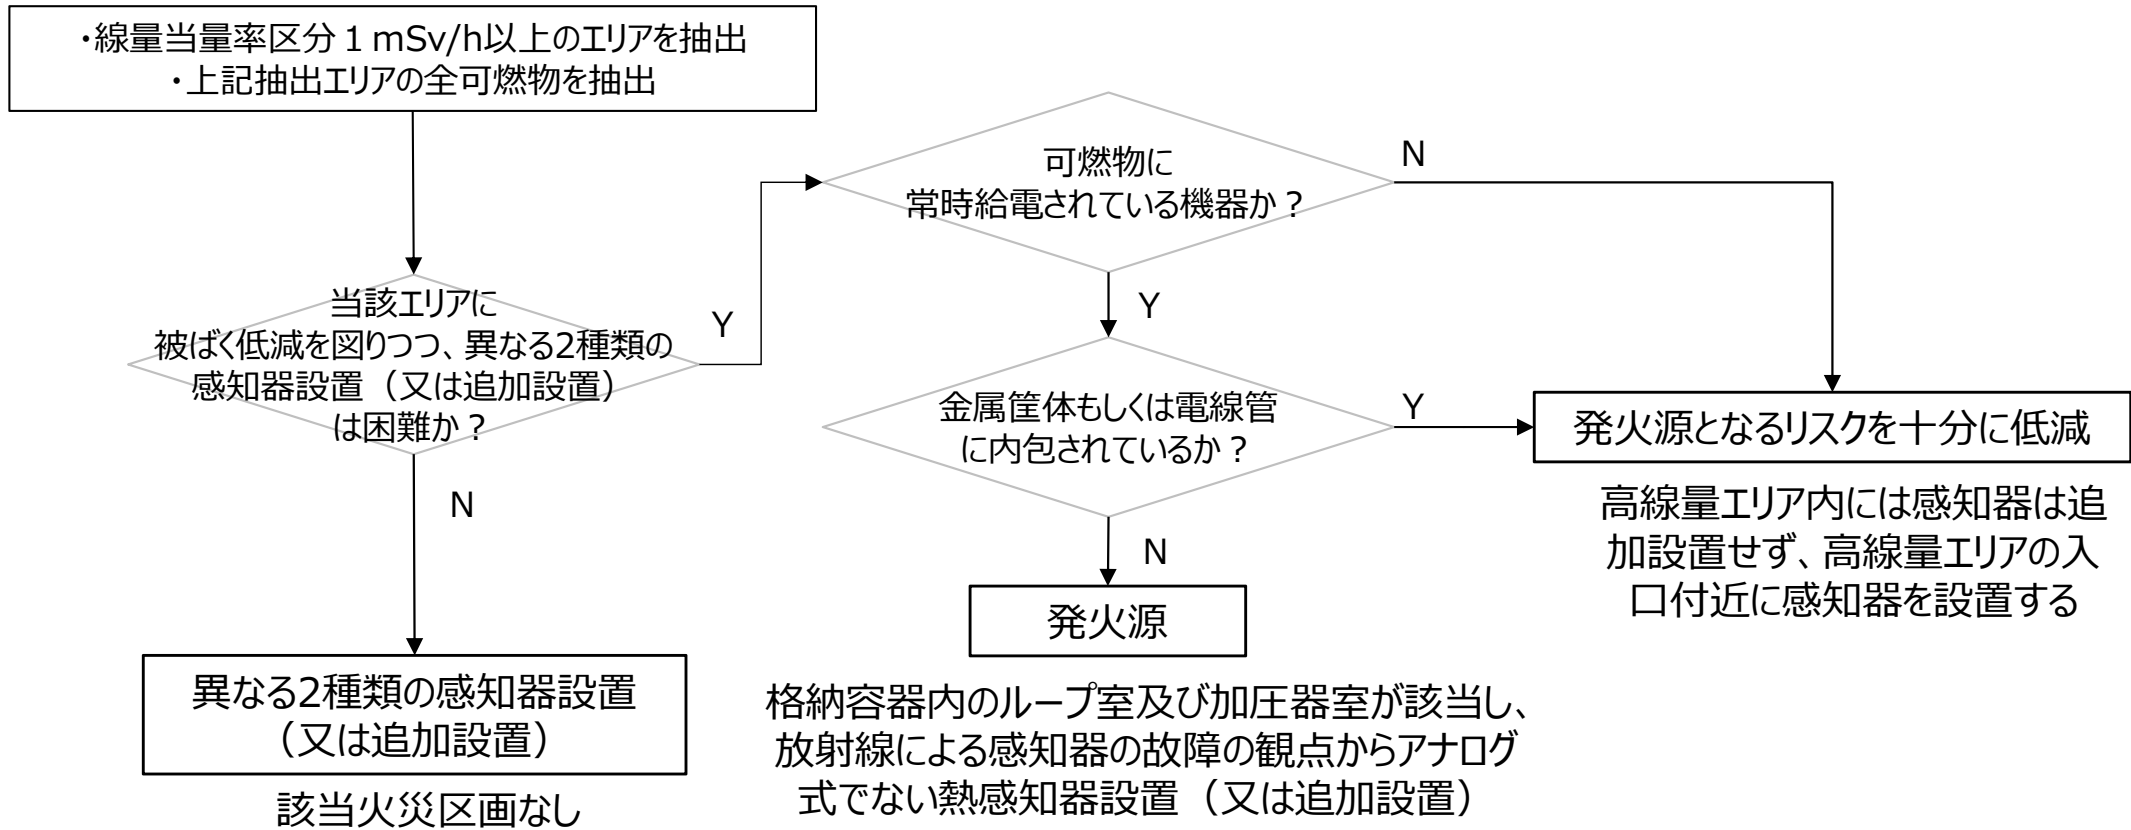 ・線量当量率区分１mSv/h以上のエリアを抽出
・上記抽出エリアの全可燃物を抽出
当該エリアに
被ばく低減を図りつつ、異なる2種類の
感知器設置（又は追加設置）
は困難か？
Y
N
異なる2種類の感知器設置
（又は追加設置）
該当火災区画なし
可燃物に
常時給電されている機器か？
N
Y
金属筐体もしくは電線管
に内包されているか？
Y
N
発火源
格納容器内のループ室及び加圧器室が該当し、
放射線による感知器の故障の観点からアナログ
式でない熱感知器設置（又は追加設置）
発火源となるリスクを十分に低減
高線量エリア内には感知器は追
加設置せず、高線量エリアの入
口付近に感知器を設置する